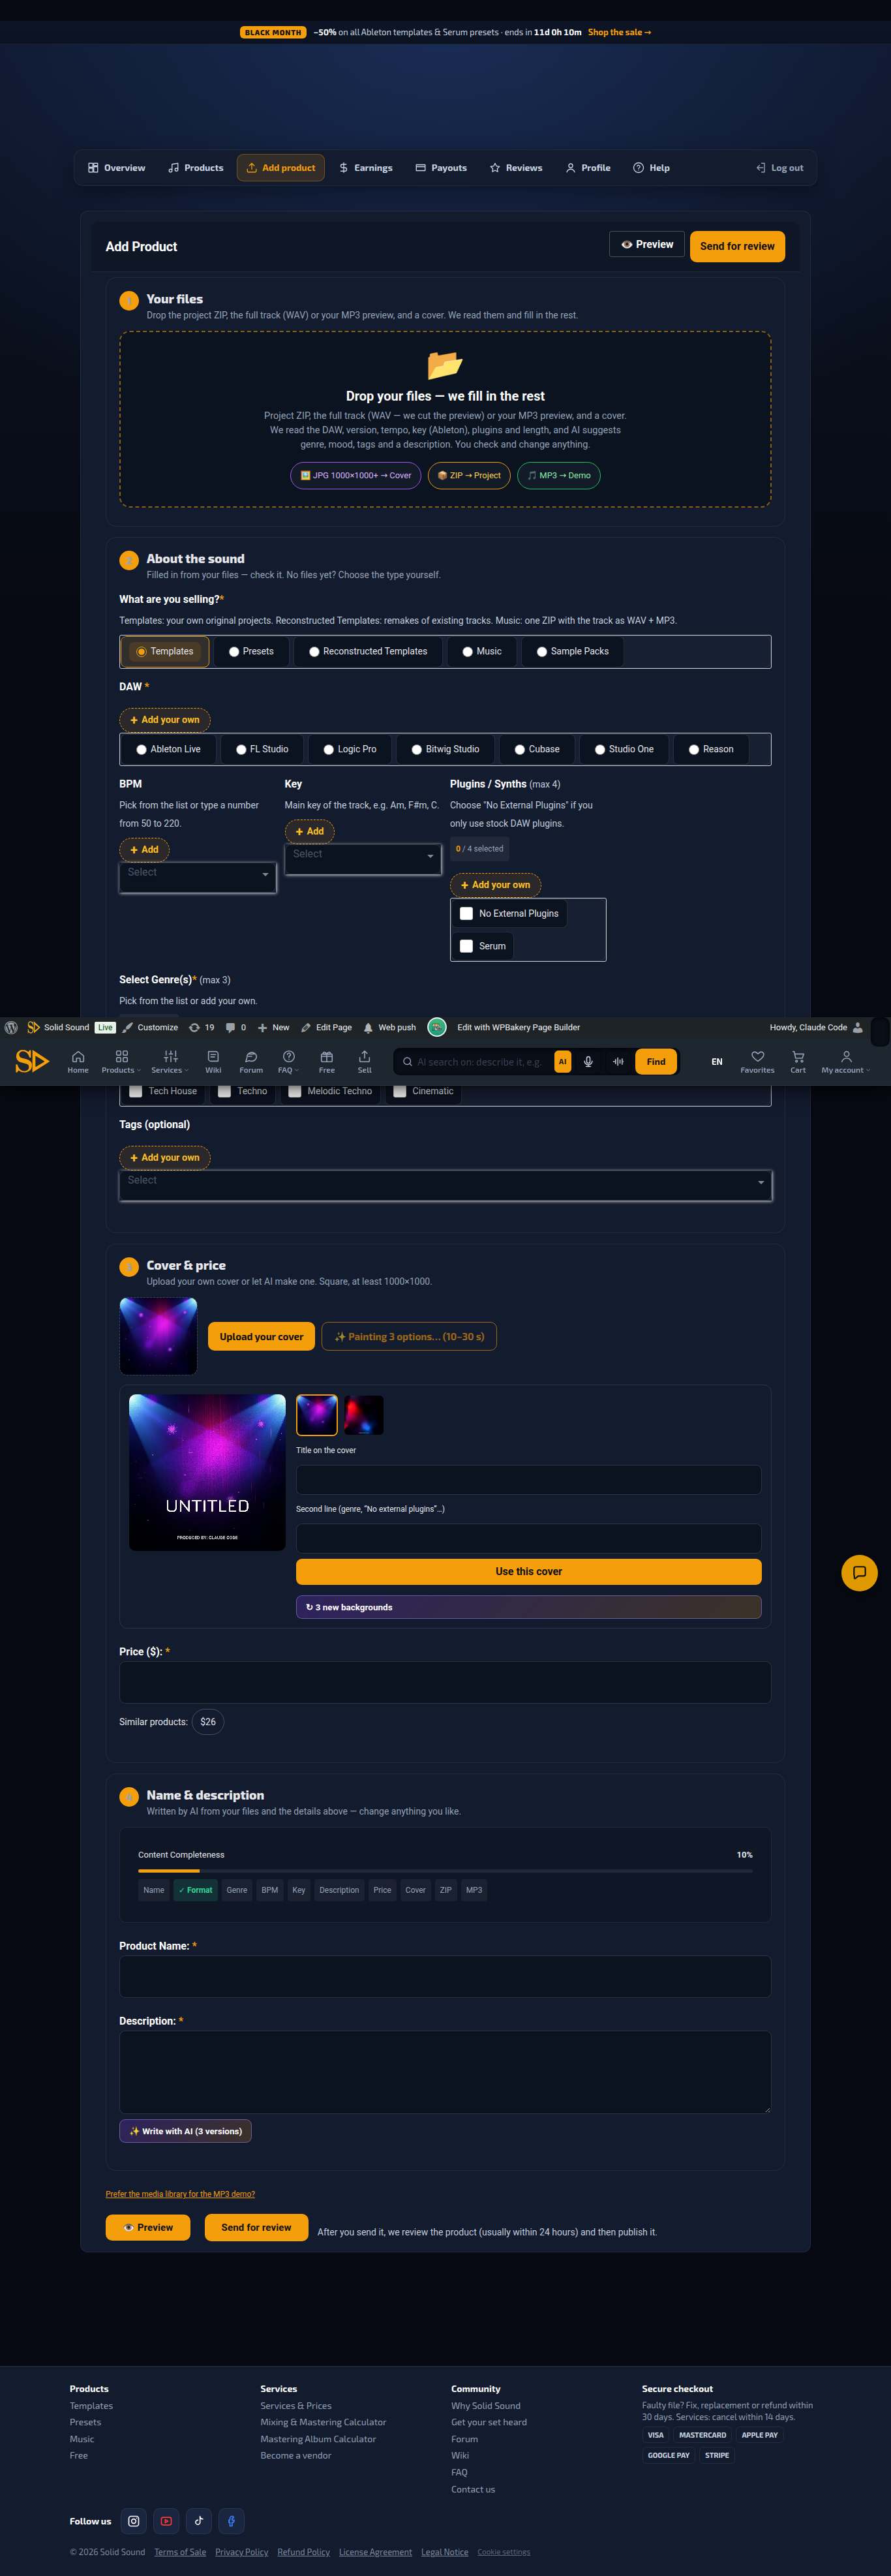 BLACK MONTH −50% on all Ableton templates & Serum presets · ends in 11d 0h 10m Shop the sale →
Overview Products Add product Earnings Payouts Reviews Profile Help Log out
Add Product
👁️ Preview Send for review
Your files
Drop the project ZIP, the full track (WAV) or your MP3 preview, and a cover. We read them and fill in the rest.
Drop your files — we fill in the rest
Project ZIP, the full track (WAV — we cut the preview) or your MP3 preview, and a cover.
We read the DAW, version, tempo, key (Ableton), plugins and length, and AI suggests
genre, mood, tags and a description. You check and change anything.
🖼️ JPG 1000×1000+ → Cover 📦 ZIP → Project 🎵 MP3 → Demo
About the sound
Filled in from your files — check it. No files yet? Choose the type yourself.
What are you selling?*
Templates: your own original projects. Reconstructed Templates: remakes of existing tracks. Music: one ZIP with the track as WAV + MP3.
Templates Presets Reconstructed Templates Music Sample Packs
DAW *
+ Add your own
Ableton Live FL Studio Logic Pro Bitwig Studio Cubase Studio One Reason
BPM
Pick from the list or type a number
from 50 to 220.
+ Add
Select
Key
Main key of the track, e.g. Am, F#m, C.
+ Add
Select
Plugins / Synths (max 4)
Choose "No External Plugins" if you
only use stock DAW plugins.
0 / 4 selected
+ Add your own
No External Plugins
Serum
Select Genre(s)* (max 3)
Pick from the list or add your own.
Solid Sound Live Customize 19 0 New Edit Page Web push Edit with WPBakery Page Builder Howdy, Claude Code
SD Home Products Services Wiki Forum FAQ Free Sell AI search on: describe it, e.g. AI Find EN Favorites Cart My account
Tech House Techno Melodic Techno Cinematic
Tags (optional)
+ Add your own
Select
Cover & price
Upload your own cover or let AI make one. Square, at least 1000×1000.
Upload your cover ✨ Painting 3 options… (10–30 s)
UNTITLED
PRODUCED BY: CLAUDE CODE
Title on the cover
Second line (genre, "No external plugins"…)
Use this cover
↻ 3 new backgrounds
Price ($): *
Similar products: $26
Name & description
Written by AI from your files and the details above — change anything you like.
Content Completeness 10%
Name ✓ Format Genre BPM Key Description Price Cover ZIP MP3
Product Name: *
Description: *
✨ Write with AI (3 versions)
Prefer the media library for the MP3 demo?
👁️ Preview Send for review After you send it, we review the product (usually within 24 hours) and then publish it.
Products
Templates
Presets
Music
Free
Services
Services & Prices
Mixing & Mastering Calculator
Mastering Album Calculator
Become a vendor
Community
Why Solid Sound
Get your set heard
Forum
Wiki
FAQ
Contact us
Secure checkout
Faulty file? Fix, replacement or refund within
30 days. Services: cancel within 14 days.
VISA MASTERCARD APPLE PAY
GOOGLE PAY STRIPE
Follow us
© 2026 Solid Sound Terms of Sale Privacy Policy Refund Policy License Agreement Legal Notice Cookie settings